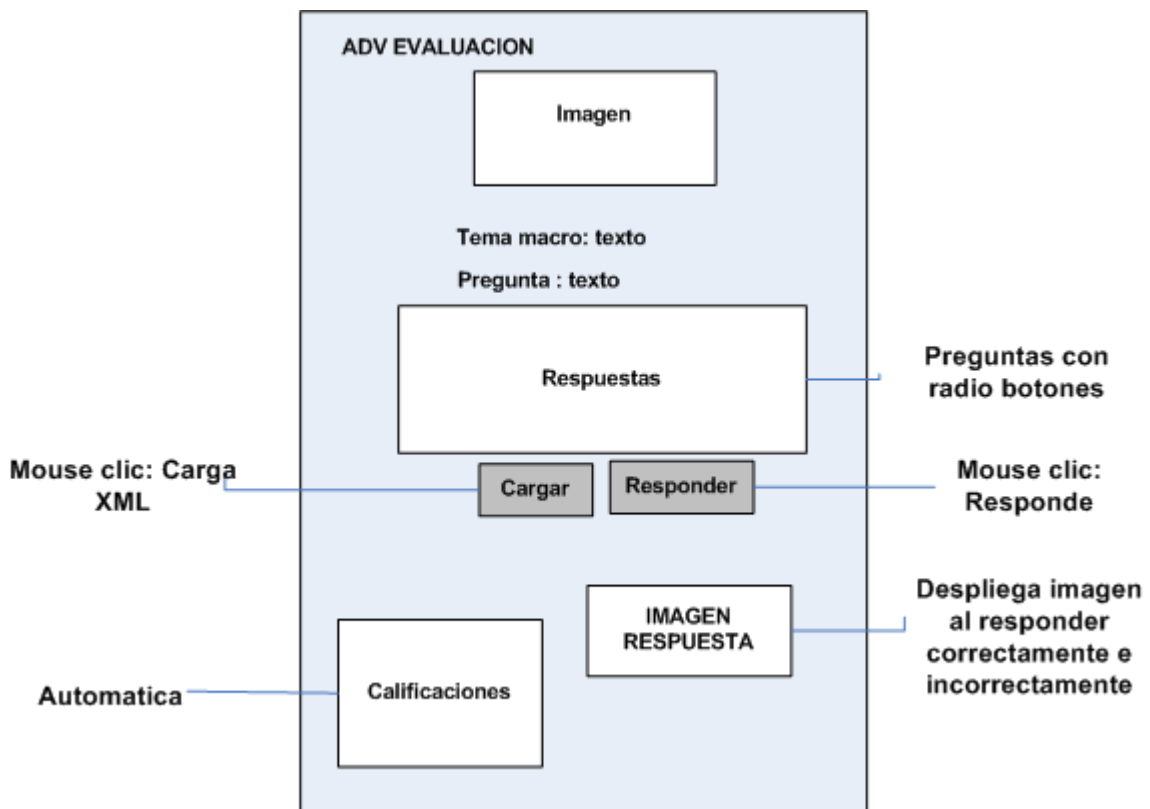 ADV EVALUACION
Imagen
Tema macro: texto
Pregunta : texto
Respuestas
Preguntas con
radio botones
Mouse clic: Carga
XML
Cargar
Responder
Mouse clic:
Responde
IMAGEN
RESPUESTA
Despliega imagen
al responder
correctamente e
incorrectamente
Automatica
Calificaciones